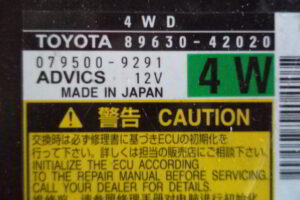 4WD
TOYOTA 89630-42020
079500-9291
ADVICS 12V
4W
MADE IN JAPAN
警告 CAUTION
交換時は必ず修理書に基づきECUの初期化を
行って下さい。詳しくは担当の販売店にご相談下さい.
INITIALIZE THE ECU ACCORDING
TO THE REPAIR MANUAL BEFORE SERVICING.
CALL YOUR DEALER FOR DETAILS.